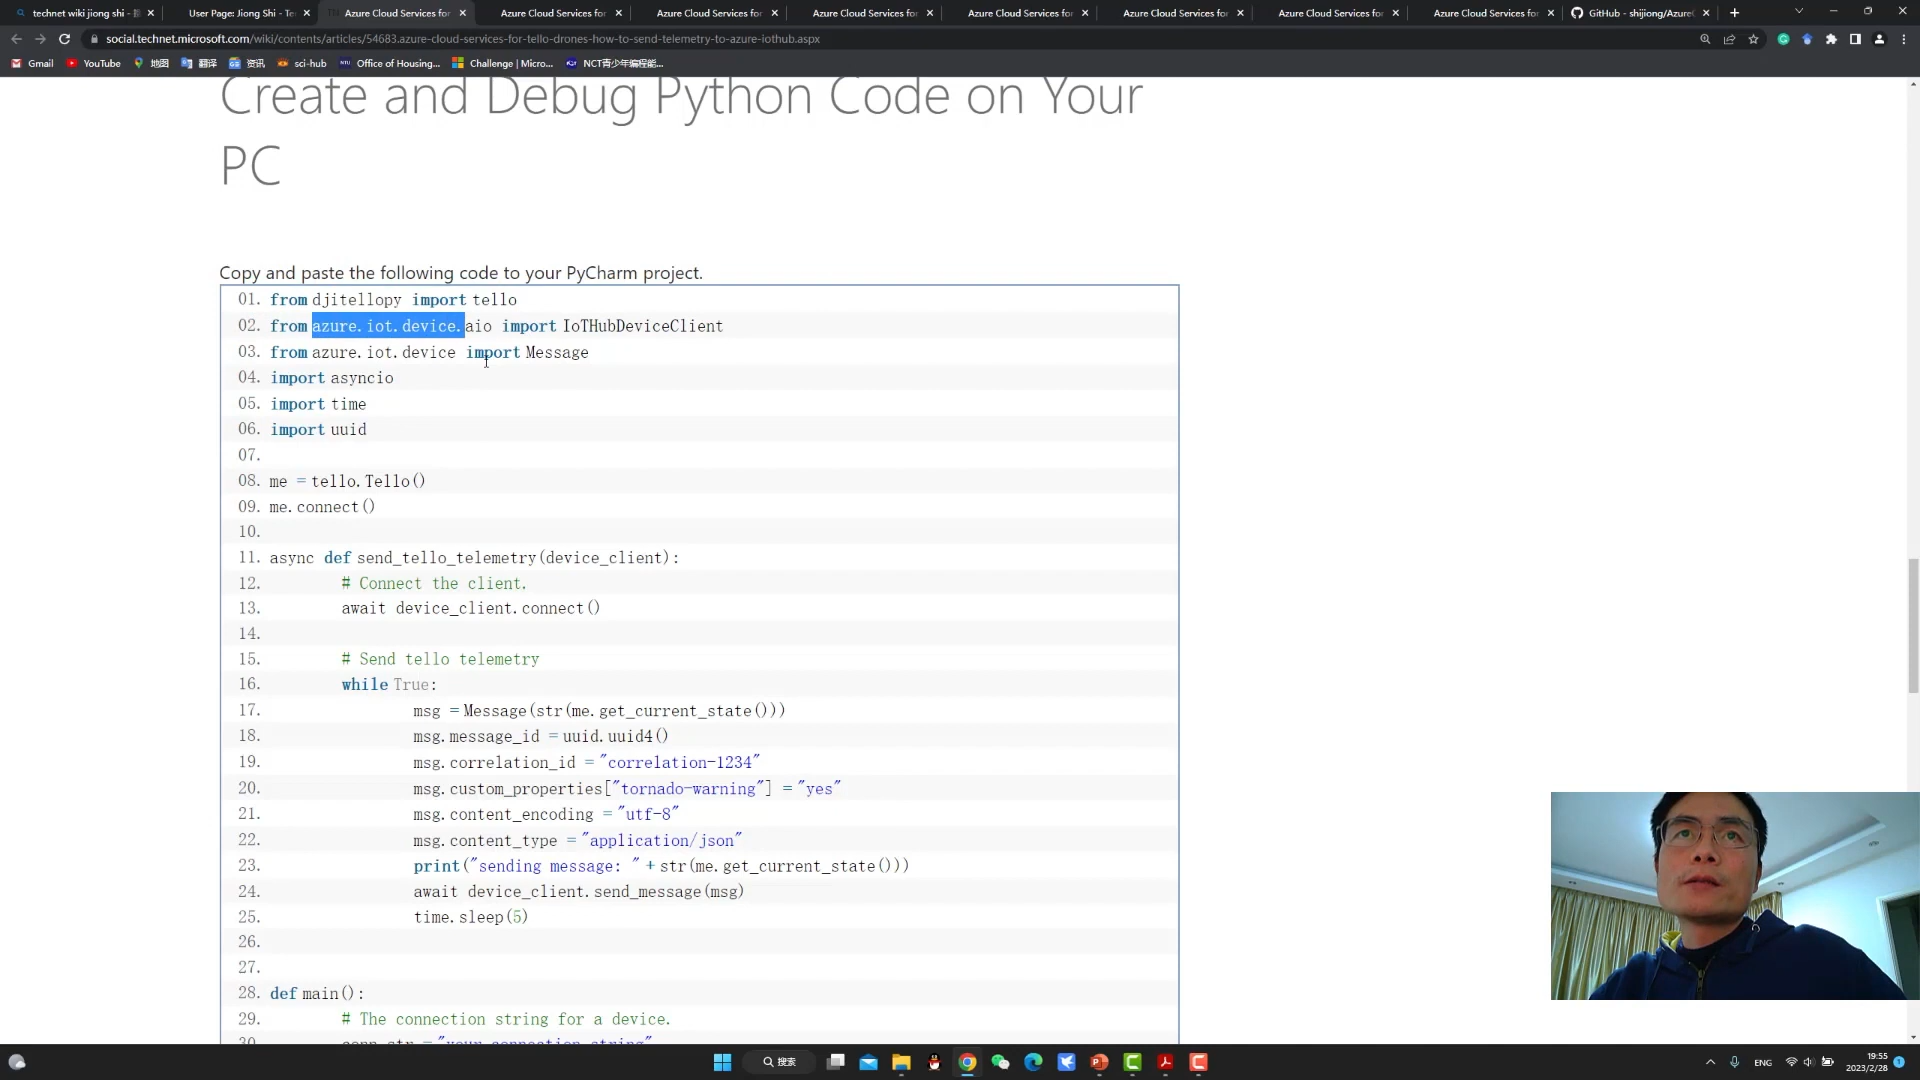 technet wiki jiong shi -
User Page: Jiong Shi - Te
Azure Cloud Services for
Azure Cloud Services for
Azure Cloud Services for
Azure Cloud Services for
Azure Cloud Services for
Azure Cloud Services for
Azure Cloud Services for
Azure Cloud Services for
GitHub - shijiong/Azure
social.technet.microsoft.com/wiki/contents/articles/54683.azure-cloud-services-for-tello-drones-how-to-send-telemetry-to-azure-iothub.aspx
Gmail YouTube 地图 翻译 资讯 sci-hub Office of Housing... Challenge | Micro... NCT青少年编程能...
Create and Debug Python Code on Your
PC
Copy and paste the following code to your PyCharm project.
01. from djitellopy import tello
02. from azure.iot.device.aio import IoTHubDeviceClient
03. from azure.iot.device import Message
04. import asyncio
05. import time
06. import uuid
07.
08. me = tello.Tello()
09. me.connect()
10.
11. async def send_tello_telemetry(device_client):
12. # Connect the client.
13. await device_client.connect()
14.
15. # Send tello telemetry
16. while True:
17. msg = Message(str(me.get_current_state()))
18. msg.message_id = uuid.uuid4()
19. msg.correlation_id = "correlation-1234"
20. msg.custom_properties["tornado-warning"] = "yes"
21. msg.content_encoding = "utf-8"
22. msg.content_type = "application/json"
23. print("sending message: " + str(me.get_current_state()))
24. await device_client.send_message(msg)
25. time.sleep(5)
26.
27.
28. def main():
29. # The connection string for a device.
30. conn_str = "your connection string"
搜索
ENG
19:55
2023/2/28